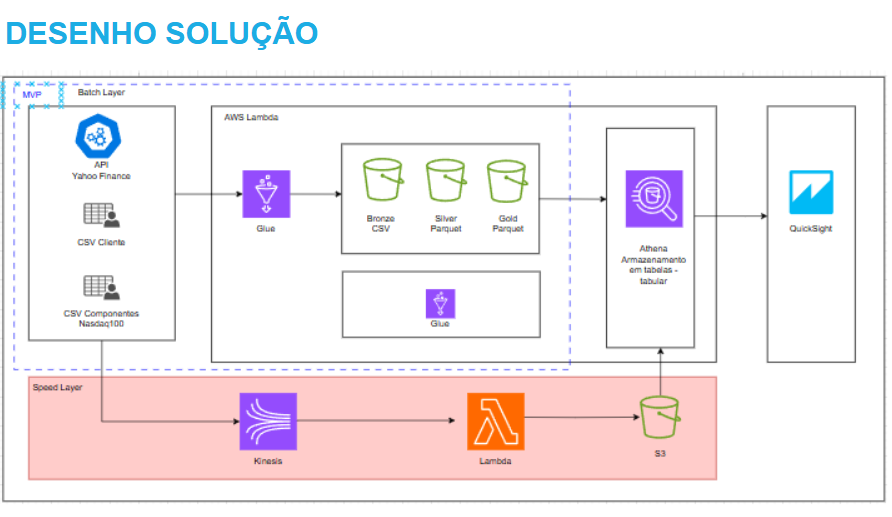 DESENHO SOLUÇÃO
MVP
Batch Layer
API
Yahoo Finance
CSV Cliente
CSV Componentes
Nasdaq100
AWS Lambda
Glue
Bronze
CSV
Silver
Parquet
Gold
Parquet
Glue
Athena
Armazenamento
em tabelas -
tabular
QuickSight
Speed Layer
Kinesis
Lambda
S3